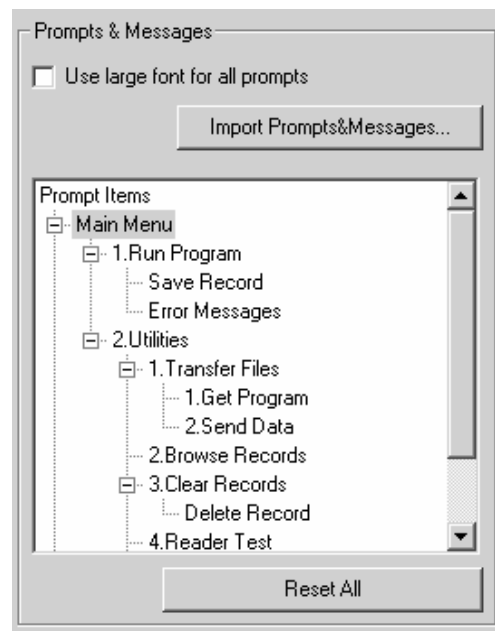 Prompts & Messages
Use large font for all prompts
Import Prompts&Messages...
Prompt Items
Main Menu
1.Run Program
Save Record
Error Messages
2.Utilities
1.Transfer Files
1.Get Program
2.Send Data
2.Browse Records
3.Clear Records
Delete Record
4.Reader Test
Reset All